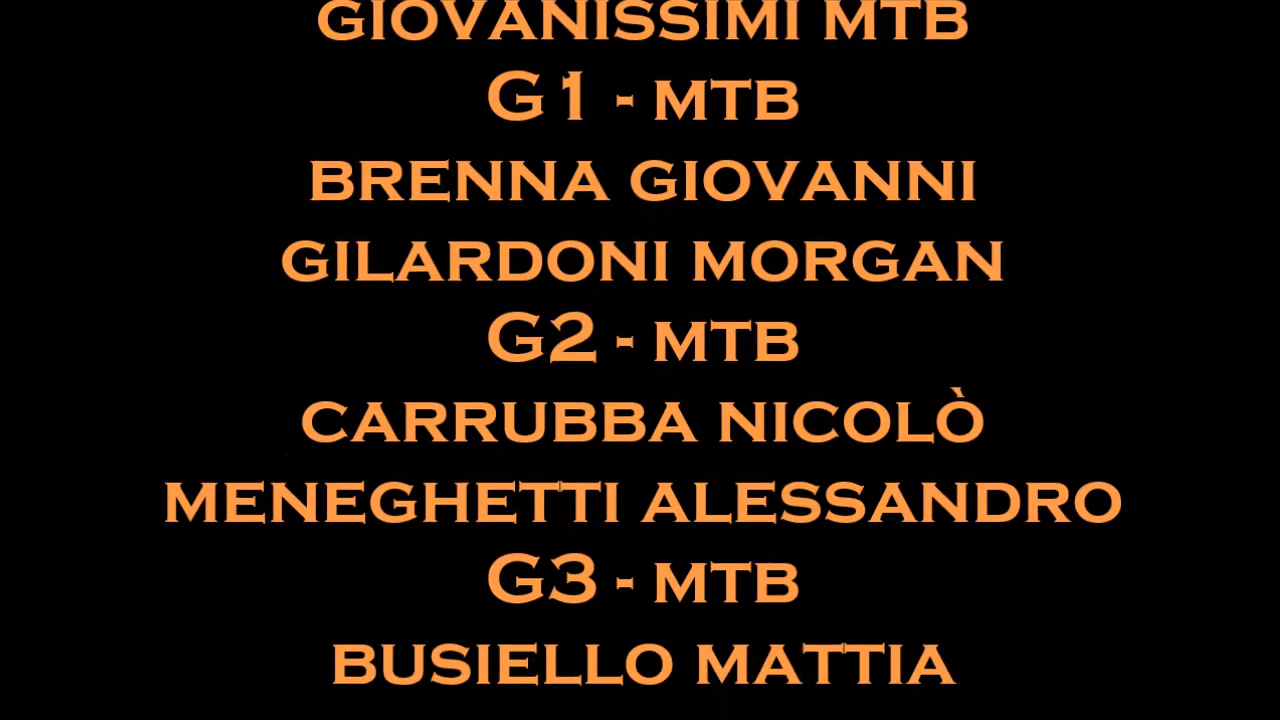 GIOVANISSIMI MTB
G1 - MTB
BRENNA GIOVANNI
GILARDONI MORGAN
G2 - MTB
CARRUBBA NICOLÒ
MENEGHETTI ALESSANDRO
G3 - MTB
BUSIELLO MATTIA